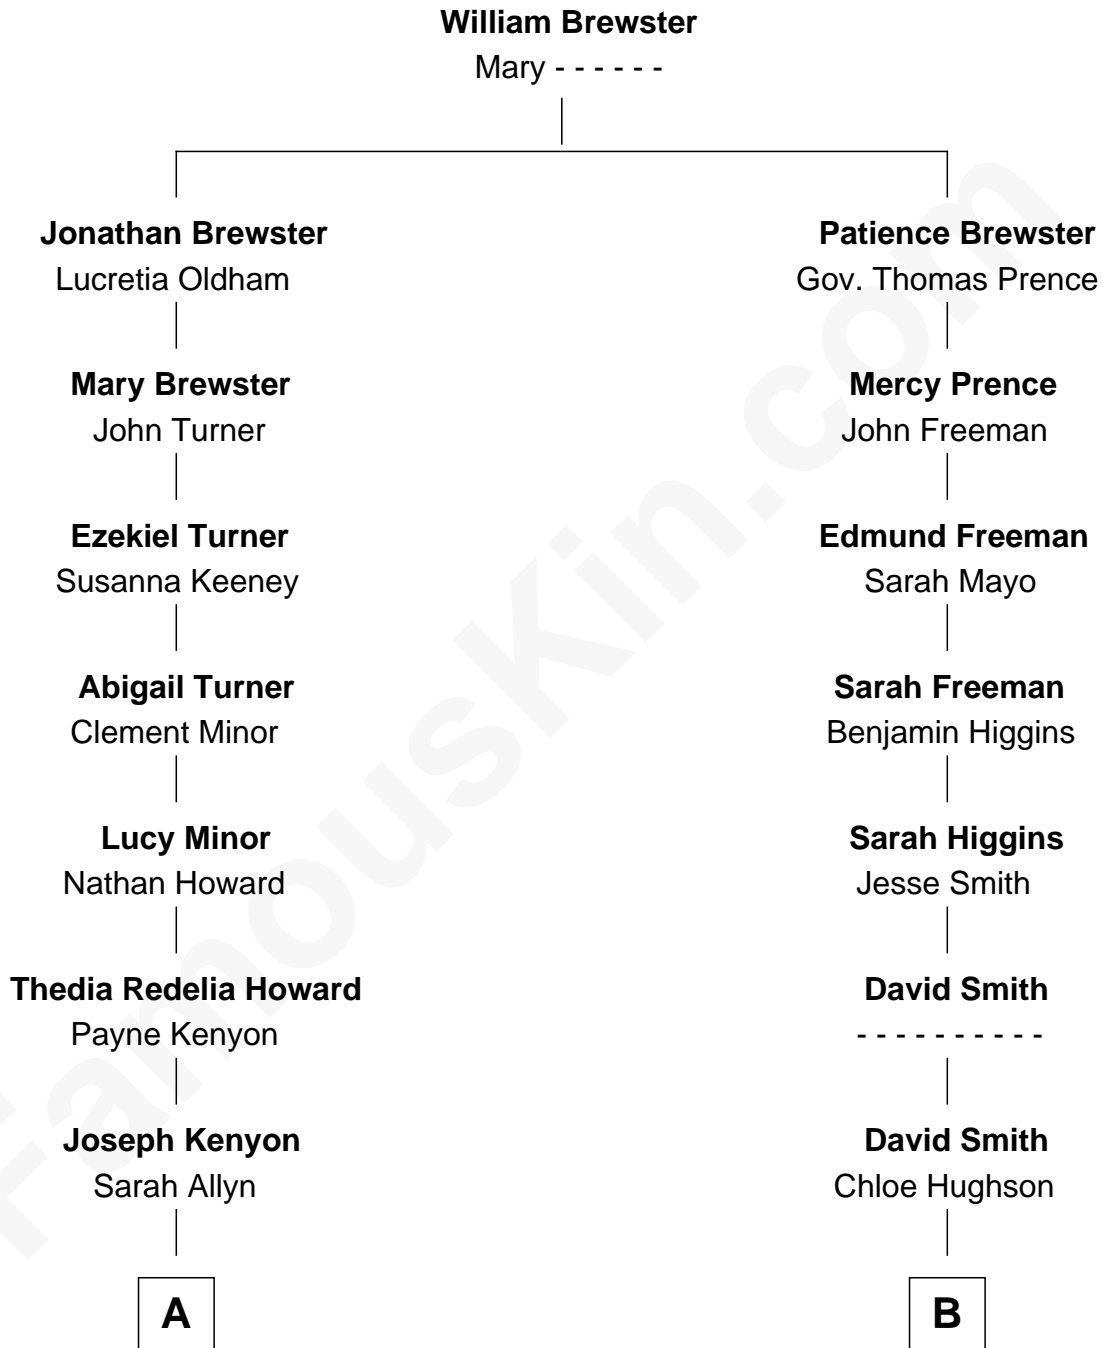 William Brewster
Mary - - - - - -
Jonathan Brewster
Lucretia Oldham
Patience Brewster
Gov. Thomas Prence
Mary Brewster
John Turner
Mercy Prence
John Freeman
Ezekiel Turner
Susanna Keeney
Edmund Freeman
Sarah Mayo
Abigail Turner
Clement Minor
Sarah Freeman
Benjamin Higgins
Lucy Minor
Nathan Howard
Sarah Higgins
Jesse Smith
Thedia Redelia Howard
Payne Kenyon
David Smith
- - - - - - - - - -
Joseph Kenyon
Sarah Allyn
David Smith
Chloe Hughson
A
B
FamousKin.com